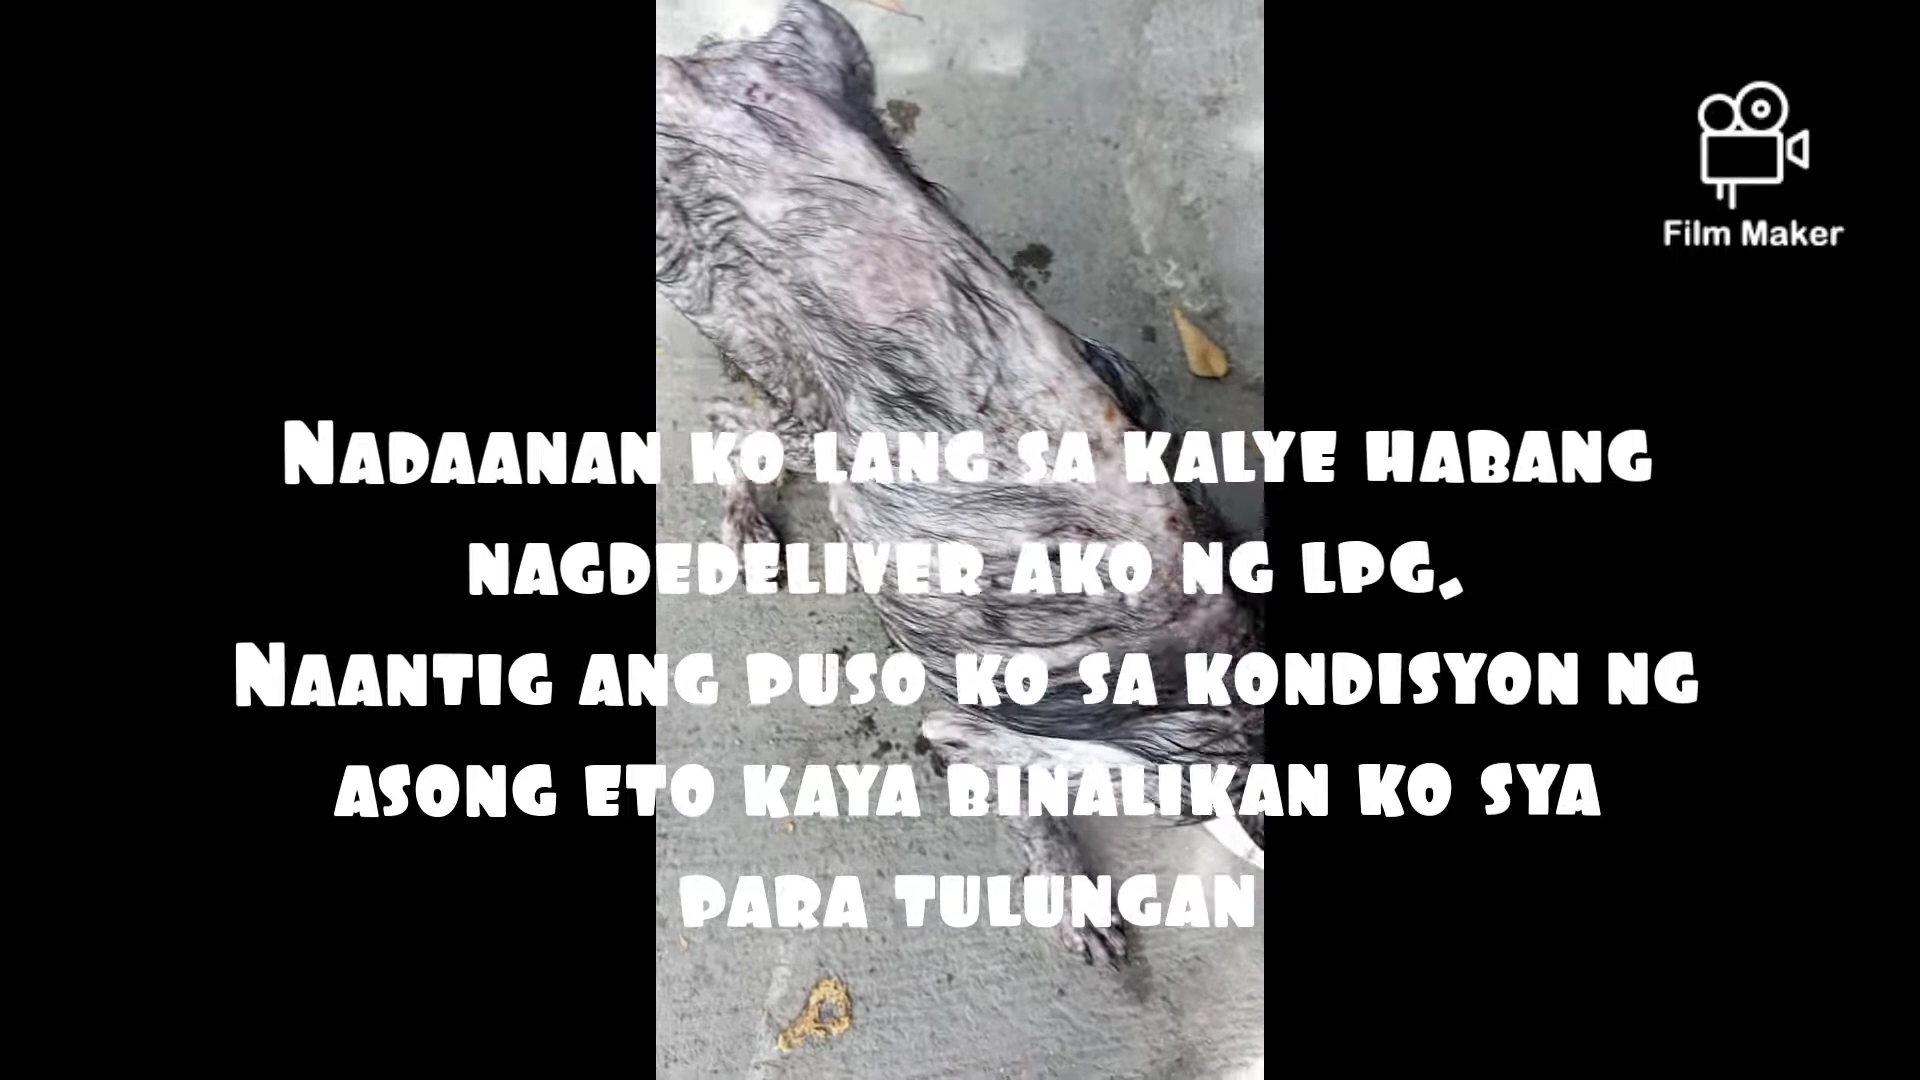 Film Maker
Nadaanan ko lang sa kalye habang
nagdedeliver ako ng lpg.
Naantig ang puso ko sa kondisyon ng
asong eto kaya binalikan ko sya
para tulungan